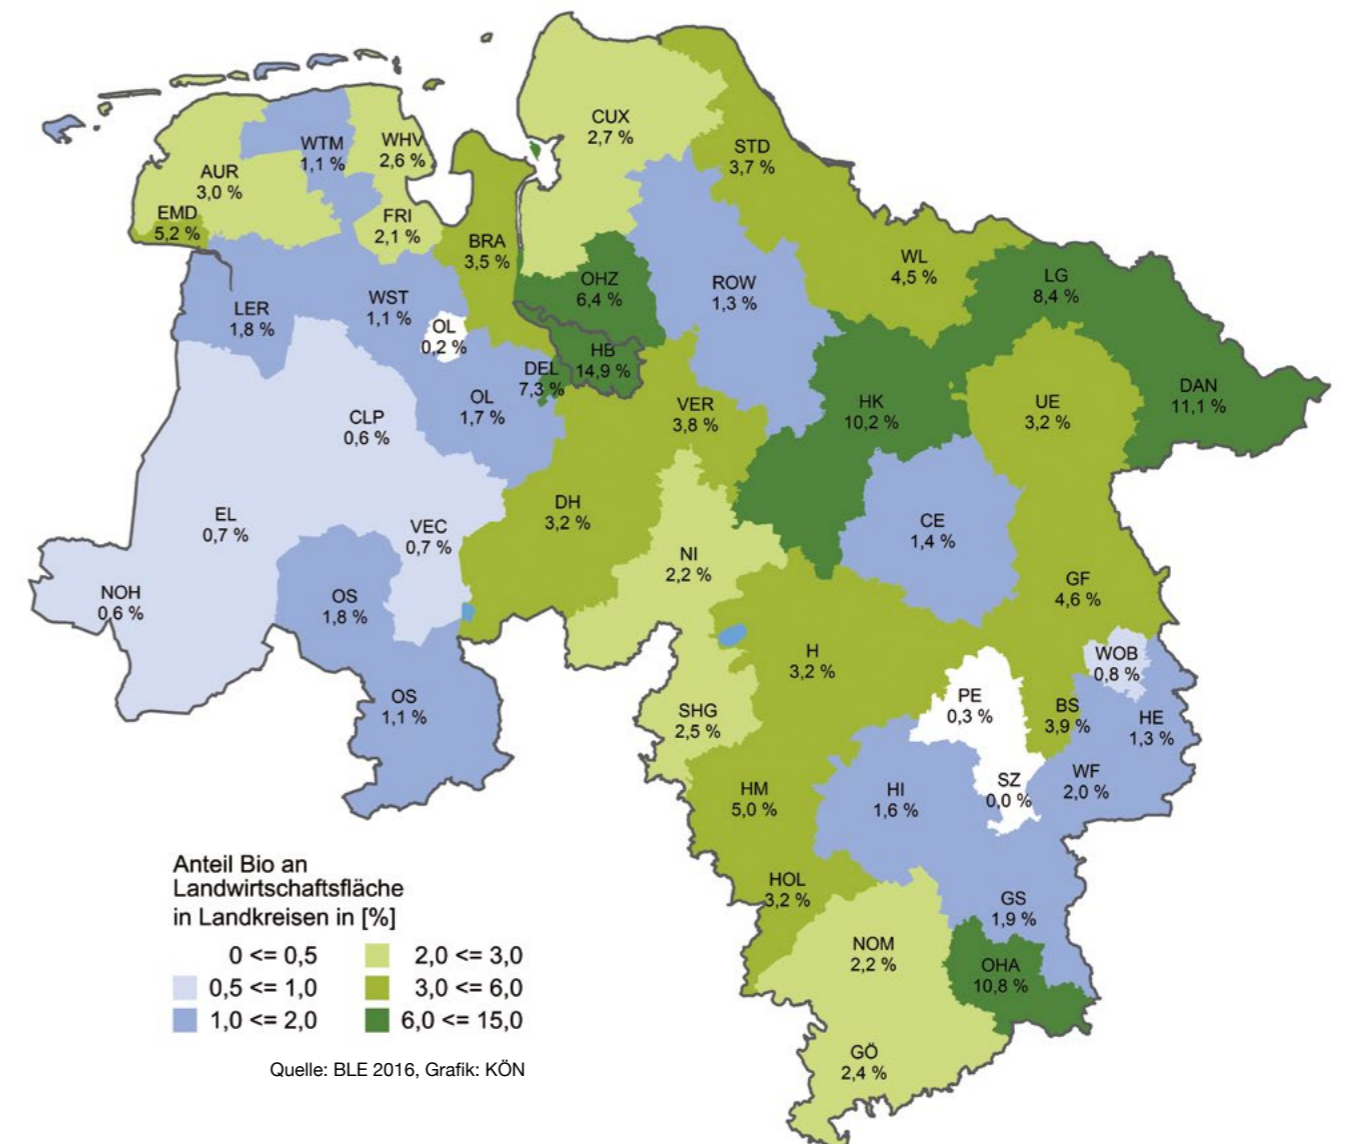 CUX
2,7 %
STD
3,7 %
WTM
1,1 %
WHV
2,6 %
AUR
3,0 %
EMD
5,2 %
FRI
2,1 %
BRA
3,5 %
OHZ
6,4 %
ROW
1,3 %
WL
4,5 %
LG
8,4 %
LER
1,8 %
WST
1,1 %
OL
0,2 %
HB
14,9 %
DEL
7,3 %
OL
1,7 %
VER
3,8 %
HK
10,2 %
UE
3,2 %
DAN
11,1 %
CLP
0,6 %
EL
0,7 %
VEC
0,7 %
DH
3,2 %
CE
1,4 %
NI
2,2 %
GF
4,6 %
NOH
0,6 %
OS
1,8 %
H
3,2 %
WOB
0,8 %
OS
1,1 %
SHG
2,5 %
PE
0,3 %
BS
3,9 %
HE
1,3 %
HM
5,0 %
HI
1,6 %
SZ
0,0 %
WF
2,0 %
HOL
3,2 %
GS
1,9 %
NOM
2,2 %
OHA
10,8 %
GÖ
2,4 %
Anteil Bio an
Landwirtschaftsfläche
in Landkreisen in [%]
0 <= 0,5
0,5 <= 1,0
1,0 <= 2,0
2,0 <= 3,0
3,0 <= 6,0
6,0 <= 15,0
Quelle: BLE 2016, Grafik: KÖN